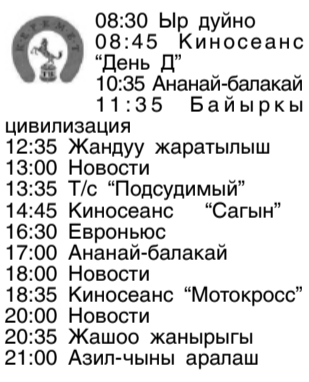 КЕРЕМЕТ
08:30 Ыр дуйно
08:45 Киносеанс
“День Д”
10:35 Ананай-балакай
11:35 Байыркы
цивилизация
12:35 Жандуу жаратылыш
13:00 Новости
13:35 Т/с “Подсудимый”
14:45 Киносеанс “Сагын”
16:30 Евроньюс
17:00 Ананай-балакай
18:00 Новости
18:35 Киносеанс “Мотокросс”
20:00 Новости
20:35 Жашоо жанырыгы
21:00 Азил-чыны аралаш